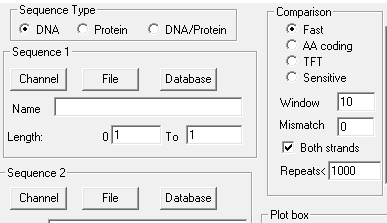 Sequence Type
DNA Protein DNA/Protein
Sequence 1
Channel File Database
Name
Length: 0 1 To 1
Sequence 2
Channel File Database
Comparison
Fast
AA coding
TFT
Sensitive
Window 10
Mismatch 0
Both strands
Repeats< 1000
Plot box